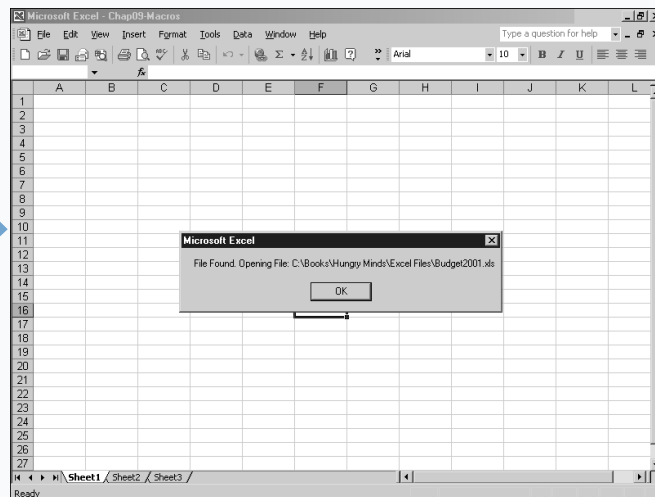 Microsoft Excel - Chap09-Macros
File Edit View Insert Format Tools Data Window Help
Type a question for help
Arial 10 B I U
fx
A B C D E F G H I J K L
1
2
3
4
5
6
7
8
9
10
11
12
13
14
15
16
17
18
19
20
21
22
23
24
25
26
27
Microsoft Excel
File Found. Opening File: C:\Books\Hungry Minds\Excel Files\Budget2001.xls
OK
Sheet1 Sheet2 Sheet3
Ready